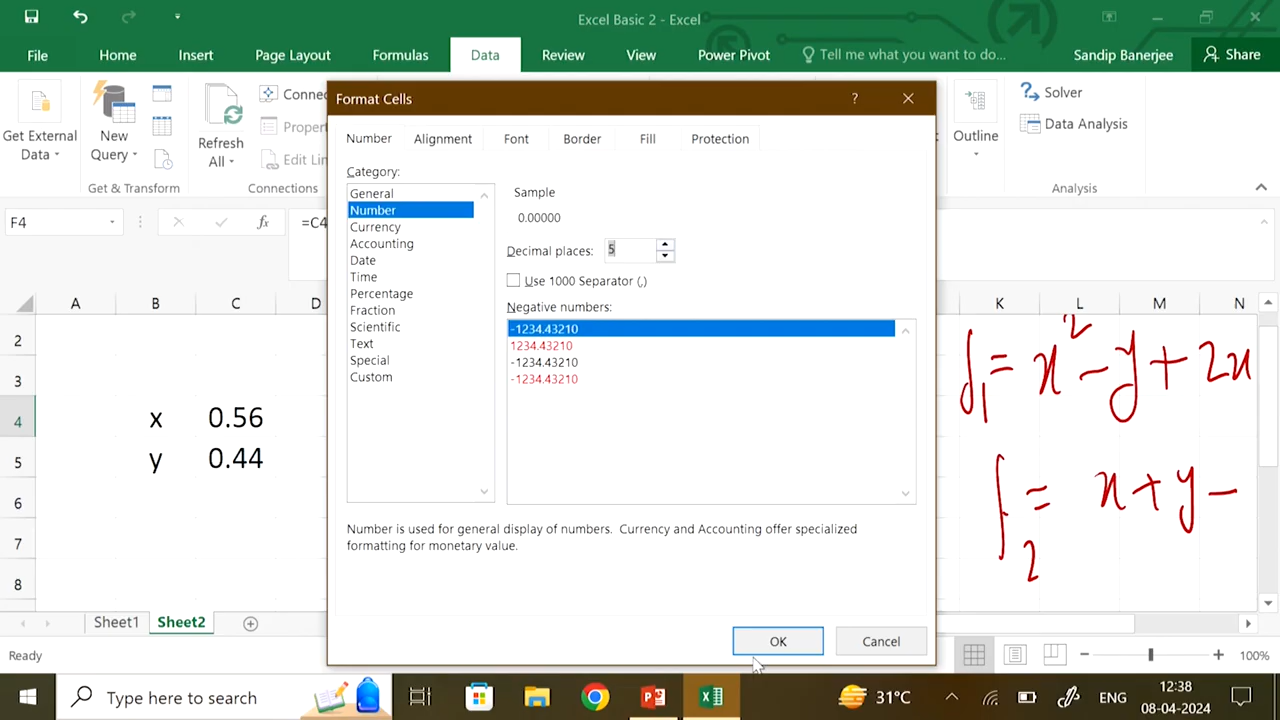 Excel Basic 2 - Excel
File Home Insert Page Layout Formulas Data Review View Power Pivot Tell me what you want to do... Sandip Banerjee Share
Get External Data
New Query
Refresh All
Connec
Propert
Edit Lin
Outline
Solver
Data Analysis
Get & Transform
Connections
Analysis
F4
fx
=C4
Format Cells
?
Number Alignment Font Border Fill Protection
Category:
General
Number
Currency
Accounting
Date
Time
Percentage
Fraction
Scientific
Text
Special
Custom
Sample
0.00000
Decimal places: 5
Use 1000 Separator (,)
Negative numbers:
-1234.43210
1234.43210
-1234.43210
-1234.43210
Number is used for general display of numbers. Currency and Accounting offer specialized
formatting for monetary value.
OK Cancel
A B C D K L M N
2
3
4 x 0.56
5 y 0.44
6
7
8
f₁ = x² - y + 2x
f₂ = x + y -
Sheet1 Sheet2
Ready
100%
Type here to search
31°C
ENG
12:38
08-04-2024